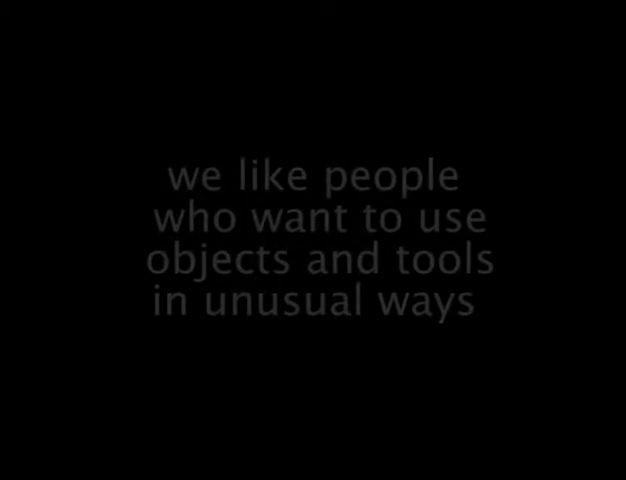 we like people
who want to use
objects and tools
in unusual ways